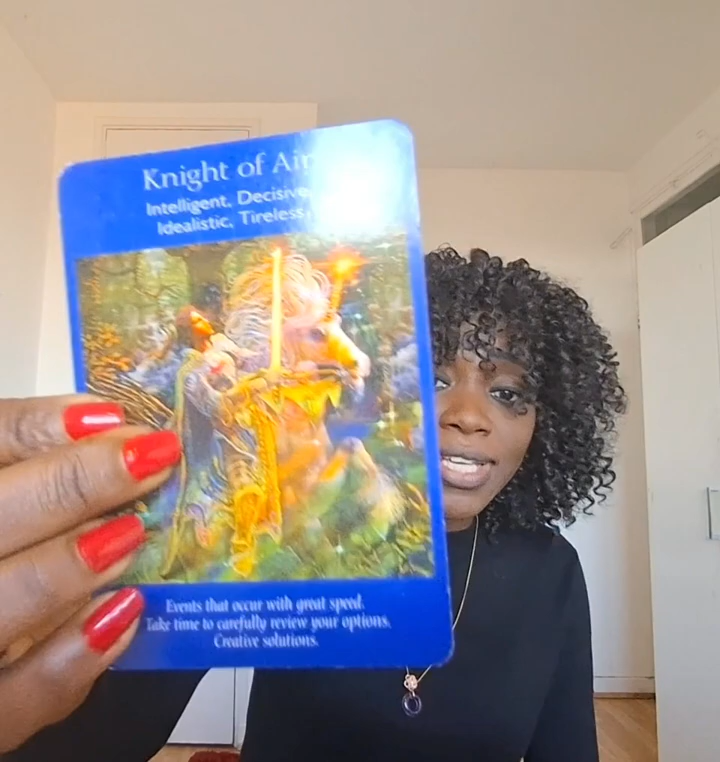 Knight of Air
Intelligent, Decisive,
Idealistic, Tireless,
Events that occur with great speed.
Take time to carefully review your options.
Creative solutions.